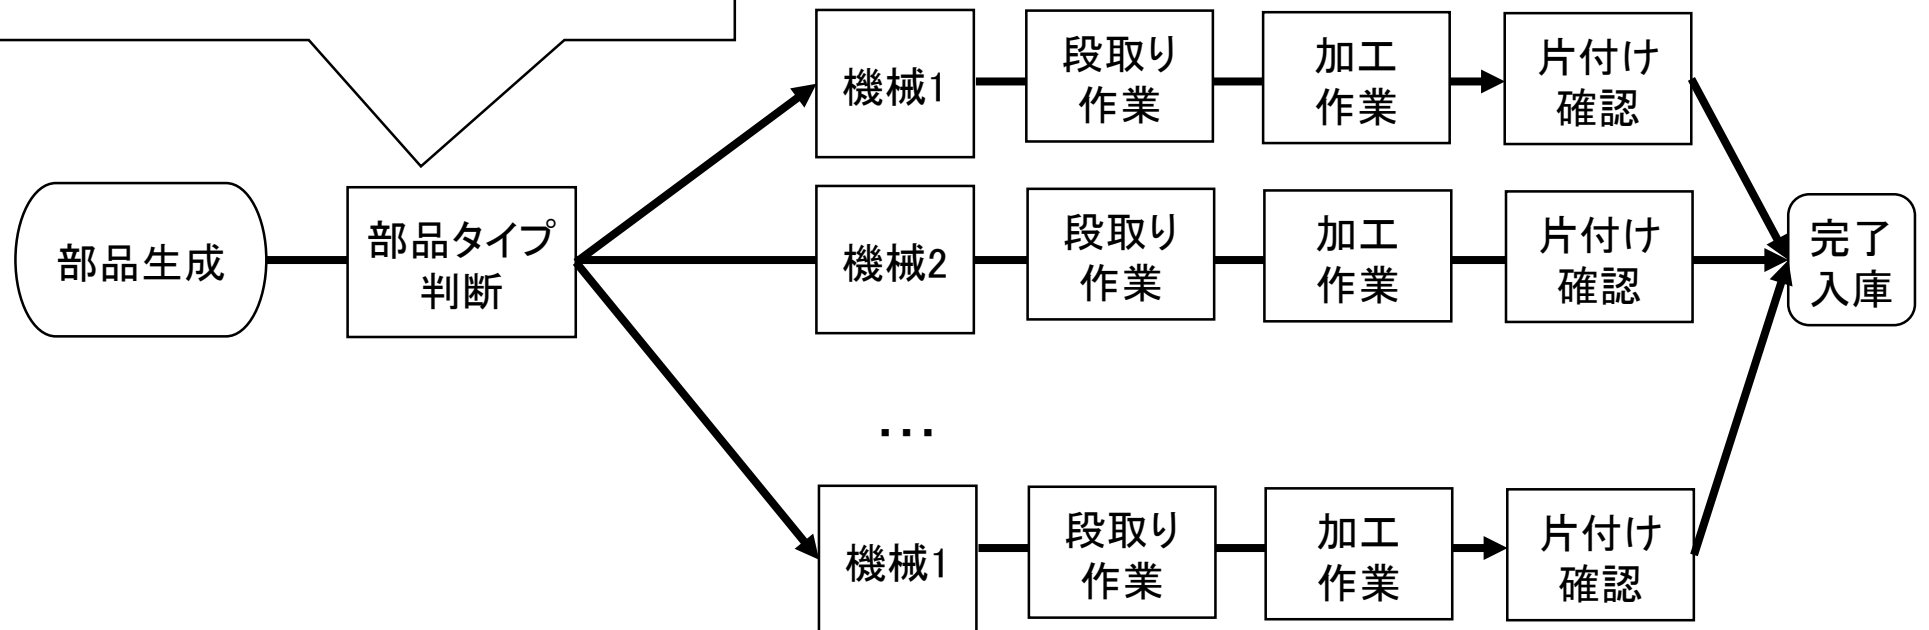 機械1
段取り
作業
加工
作業
片付け
確認
部品生成
部品タイプ
判断
機械2
段取り
作業
加工
作業
片付け
確認
完了
入庫
...
機械1
段取り
作業
加工
作業
片付け
確認